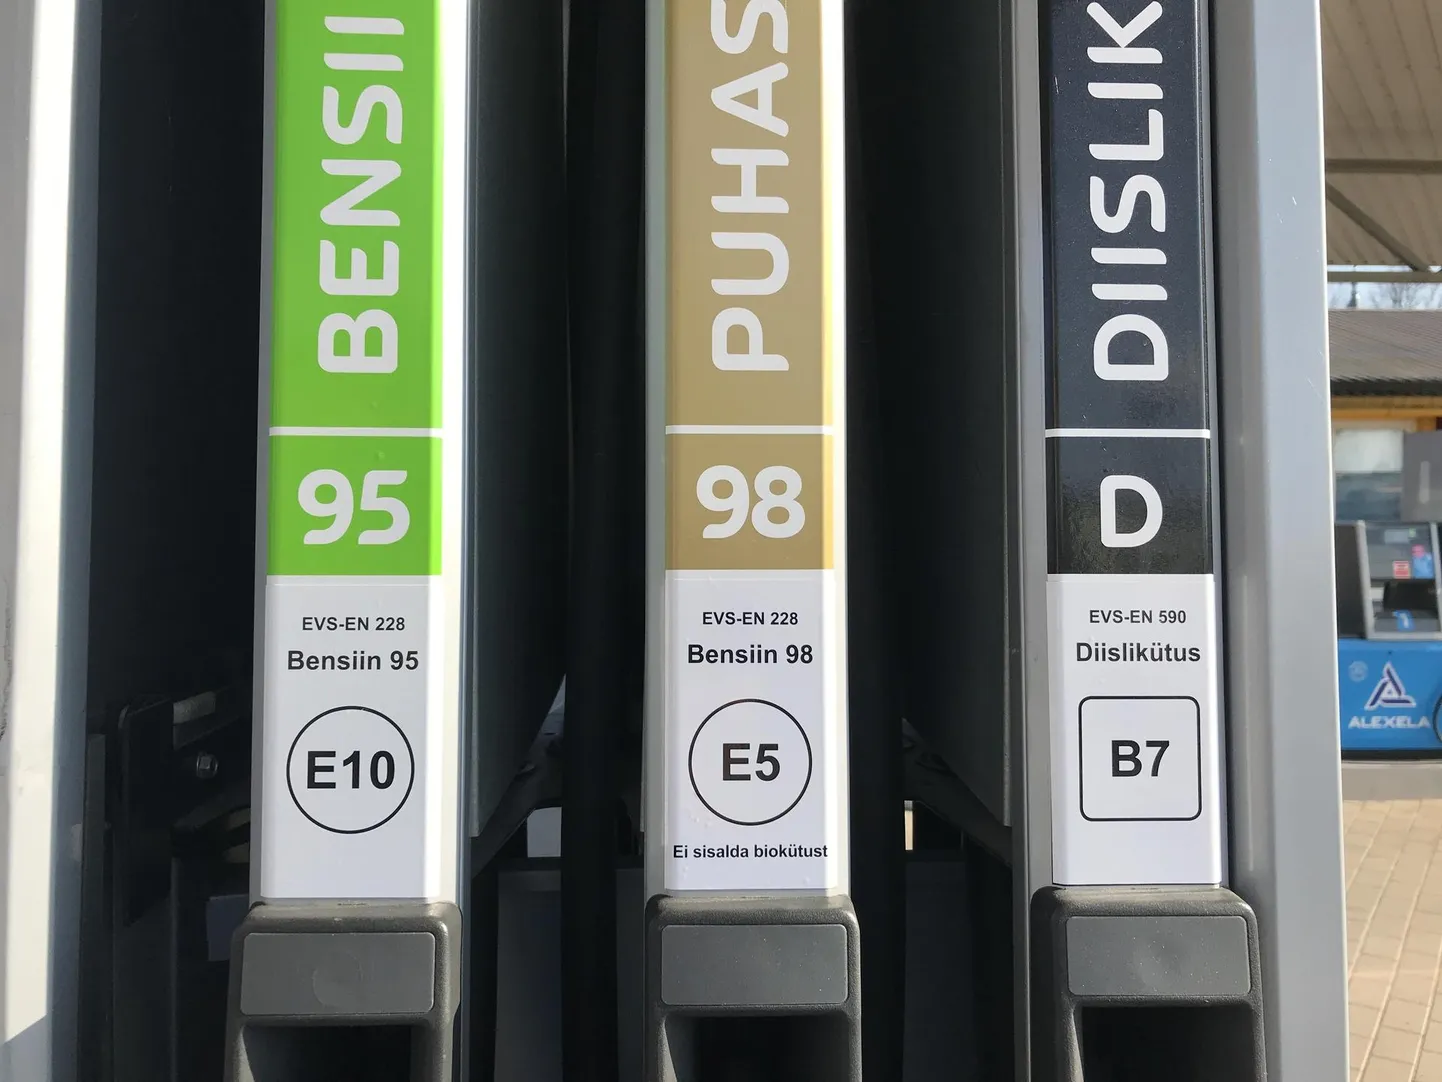 BENSII
95
EVS-EN 228
Bensiin 95
E10
PUHAS
98
EVS-EN 228
Bensiin 98
E5
Ei sisalda biokütust
DIISLIK
D
EVS-EN 590
Diislikütus
B7
ALEXELA